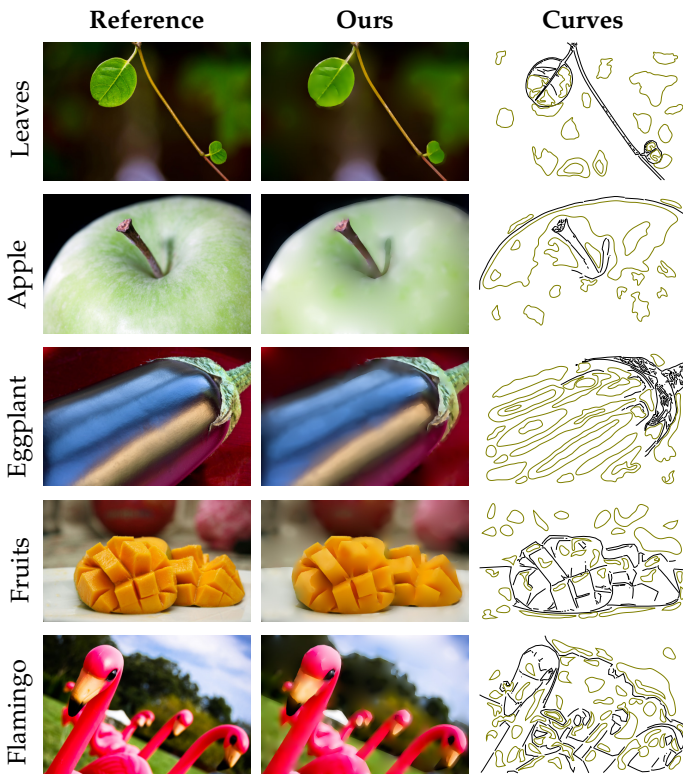 Reference Ours Curves
Leaves
Apple
Eggplant
Fruits
Flamingo